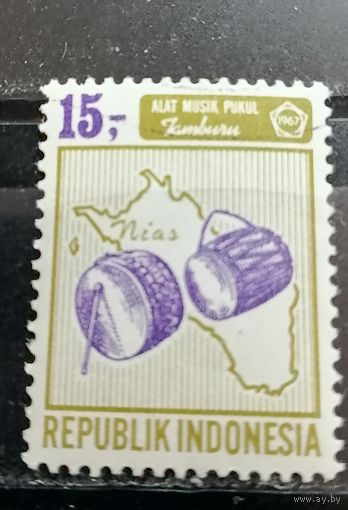 15,-
ALAT MUSIK PUKUL
Tamburu
1967
Nias
REPUBLIK INDONESIA
www.ay.by